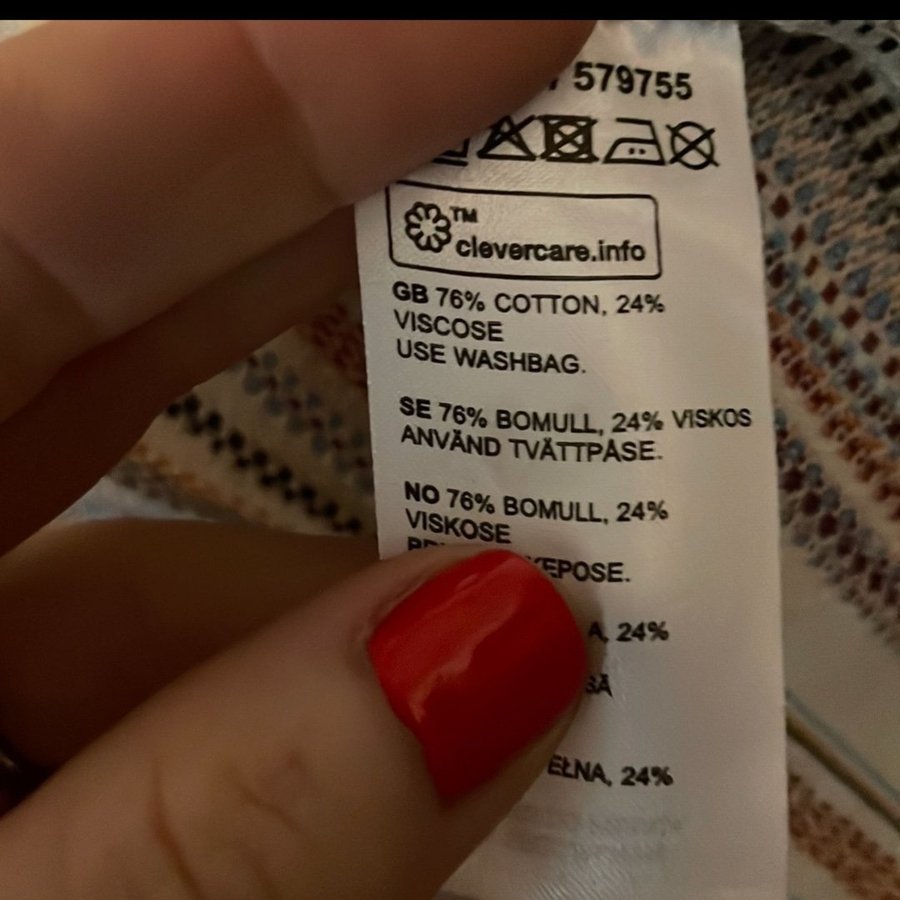 579755
TM
clevercare.info
GB 76% COTTON, 24%
VISCOSE
USE WASHBAG.
SE 76% BOMULL, 24% VISKOS
ANVÄND TVÄTTPÅSE.
NO 76% BOMULL, 24%
VISKOSE
24%
24%